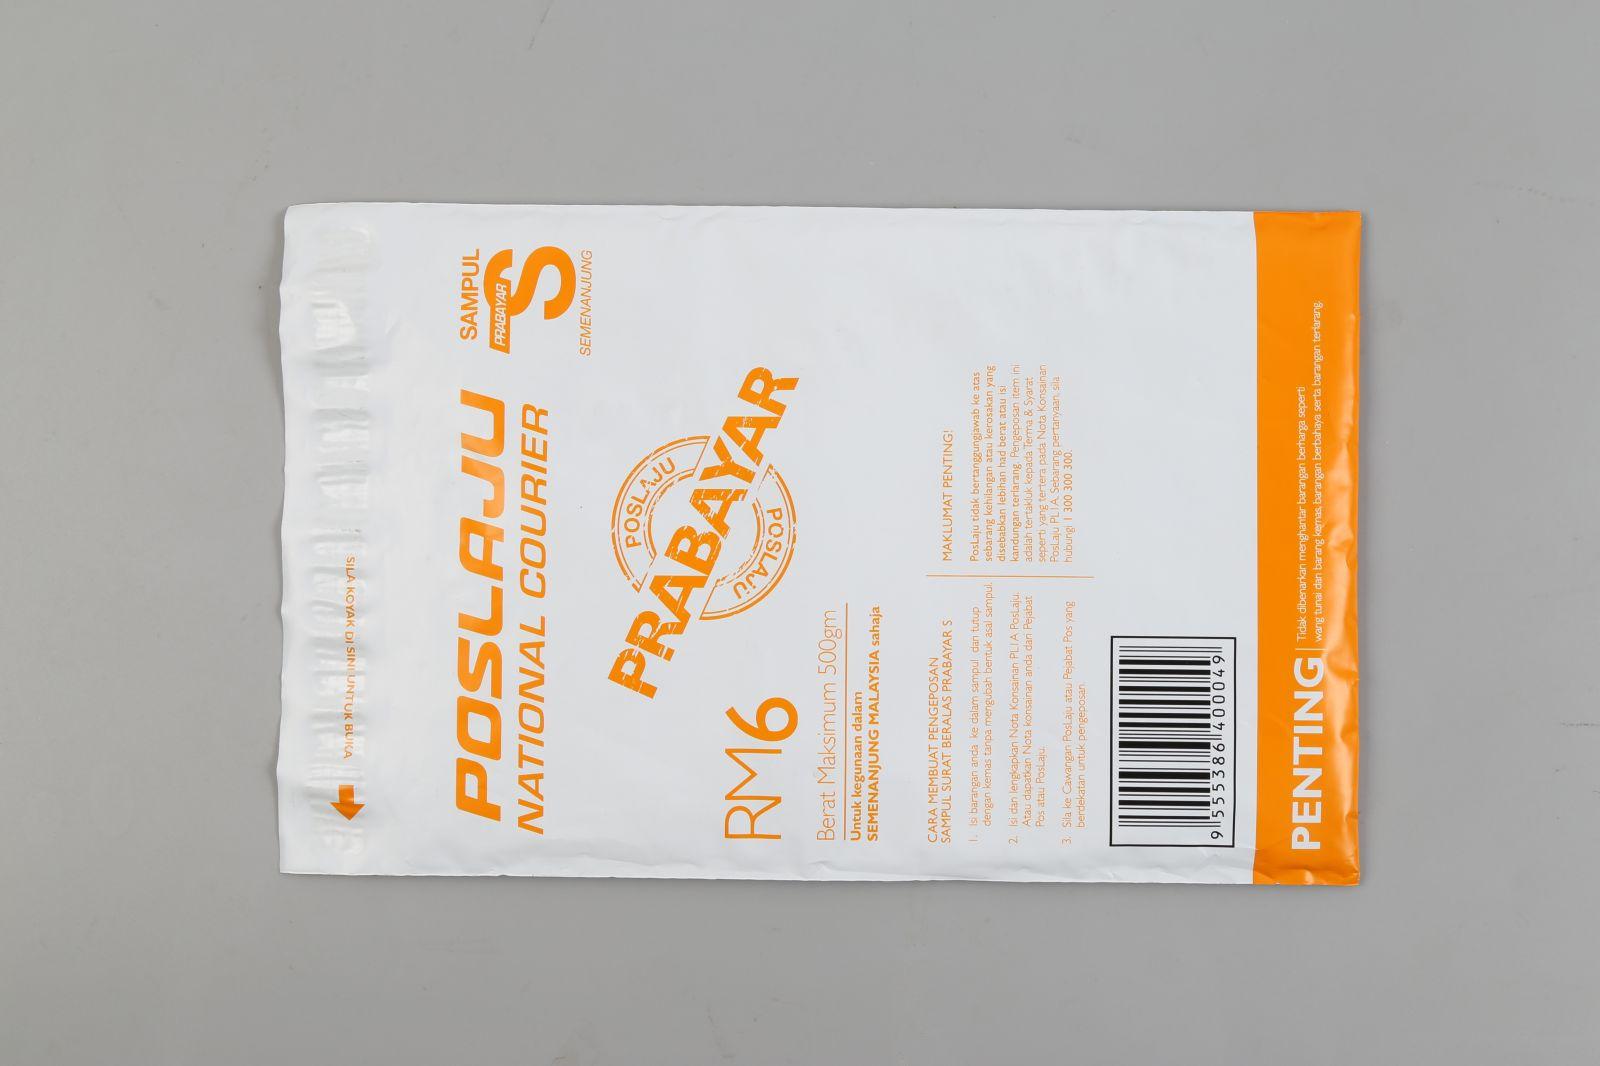 SILA KOYAK DI SINI UNTUK BUKA
POSLAJU
NATIONAL COURIER
SAMPUL
PRABAYAR
S
SEMENANJUNG
POSLAJU
PRABAYAR
POSLAJU
RM6
Berat Maksimum 500gm
Untuk kegunaan dalam
SEMENANJUNG MALAYSIA sahaja
CARA MEMBUAT PENGEPOSAN
SAMPUL SURAT BERALAS PRABAYAR S
1. Isi barangan anda ke dalam sampul dan tutup
dengan kemas tanpa mengubah bentuk asal sampul.
2. Isi dan lengkapkan Nota Konsainan PL1A PosLaju.
Atau dapatkan Nota konsainan anda dari Pejabat
Pos atau PosLaju.
3. Sila ke Cawangan PosLaju atau Pejabat Pos yang
berdekatan untuk pengeposan.
MAKLUMAT PENTING!
PosLaju tidak bertanggungjawab ke atas
sebarang kehilangan atau kerosakan yang
disebabkan lebihan had berat atau isi
kandungan terlarang. Pengeposan item ini
adalah tertakluk kepada Terma & Syarat
seperti yang tertera pada Nota Konsainan
PosLaju PL1A. Sebarang pertanyaan, sila
hubungi 1 300 300 300.
9 555386 400049
PENTING
Tidak dibenarkan menghantar barangan berharga seperti
wang tunai dan barang kemas, barangan berbahaya serta barangan terlarang.